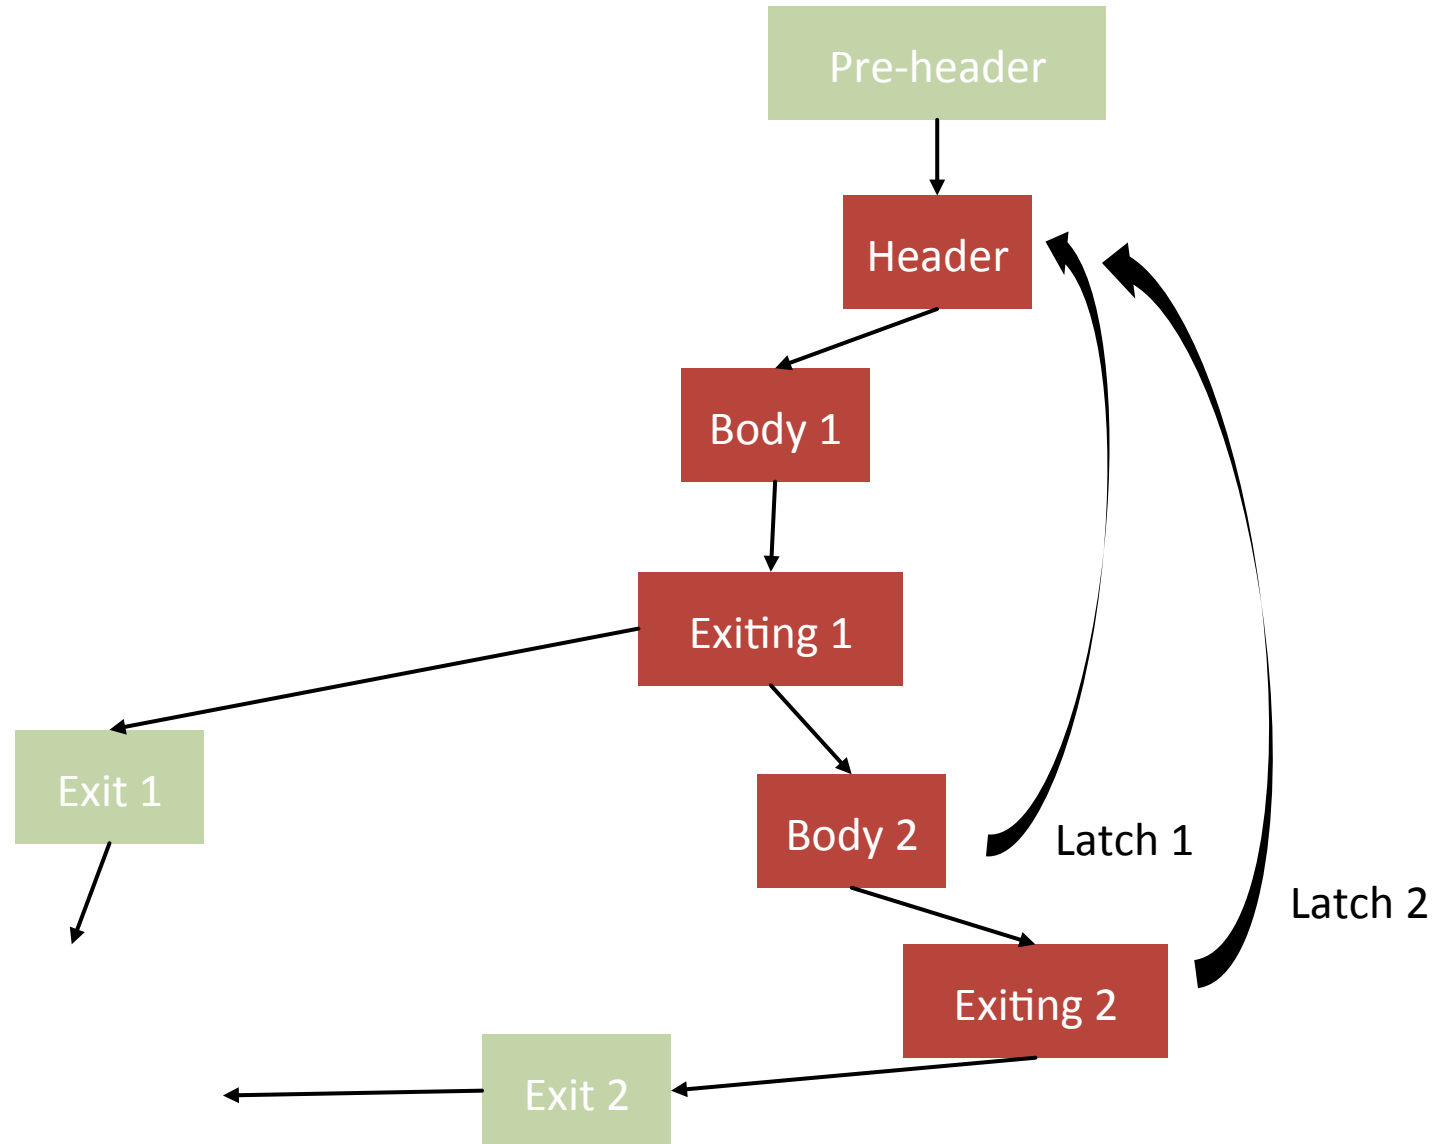 Pre-header
Header
Body 1
Exiting 1
Exit 1
Body 2
Latch 1
Latch 2
Exiting 2
Exit 2